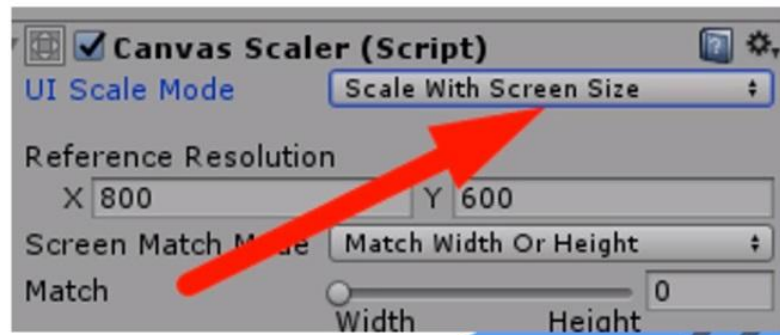 Canvas Scaler (Script)
UI Scale Mode Scale With Screen Size
Reference Resolution
X 800 Y 600
Screen Match Mode Match Width Or Height
Match 0
Width Height